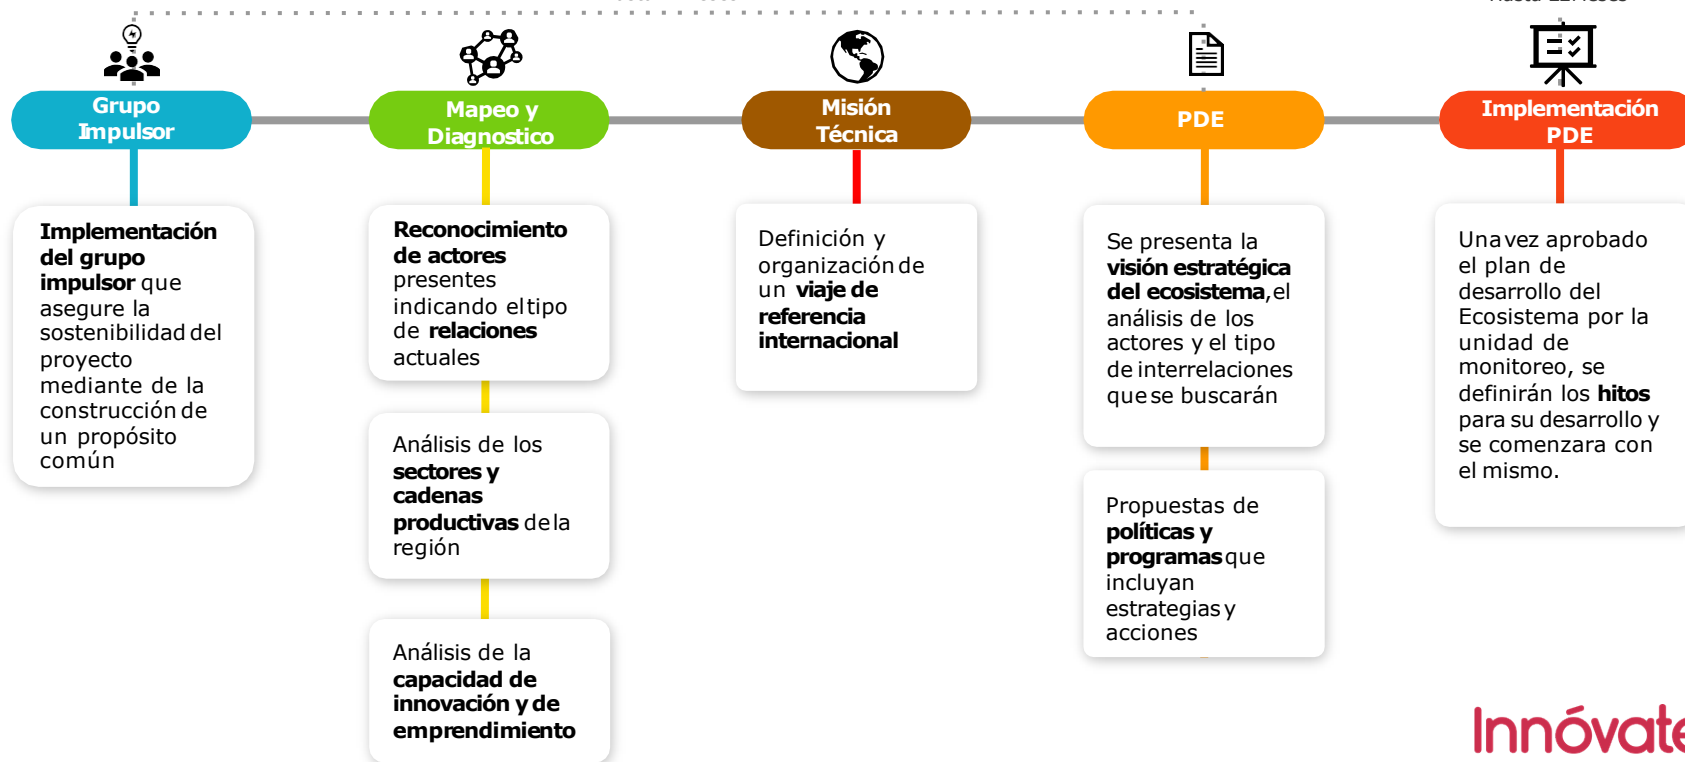 Hasta 12Meses
Grupo
Impulsor
Mapeo y
Diagnostico
Misión
Técnica
PDE
Implementación
PDE
Implementación
del grupo
impulsor que
asegure la
sostenibilidad del
proyecto
mediante de la
construcción de
un propósito
común
Reconocimiento
de actores
presentes
indicando el tipo
de relaciones
actuales
Análisis de los
sectores y
cadenas
productivas de la
región
Análisis de la
capacidad de
innovación y de
emprendimiento
Definición y
organización de
un viaje de
referencia
internacional
Se presenta la
visión estratégica
del ecosistema, el
análisis de los
actores y el tipo
de interrelaciones
que se buscarán
Propuestas de
políticas y
programas que
incluyan
estrategias y
acciones
Una vez aprobado
el plan de
desarrollo del
Ecosistema por la
unidad de
monitoreo, se
definirán los hitos
para su desarrollo y
se comenzara con
el mismo.
Innóvate